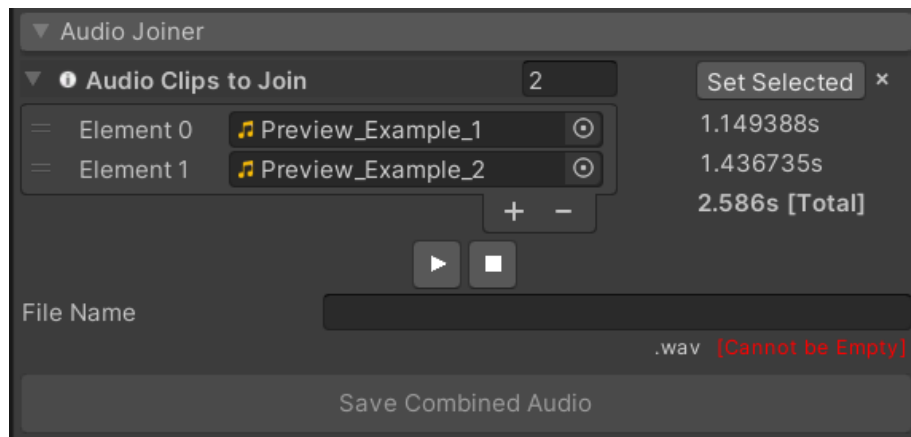 Audio Joiner
Audio Clips to Join 2 Set Selected ×
Element 0 Preview_Example_1 1.149388s
Element 1 Preview_Example_2 1.436735s
+ − 2.586s [Total]
File Name
.wav [Cannot be Empty]
Save Combined Audio